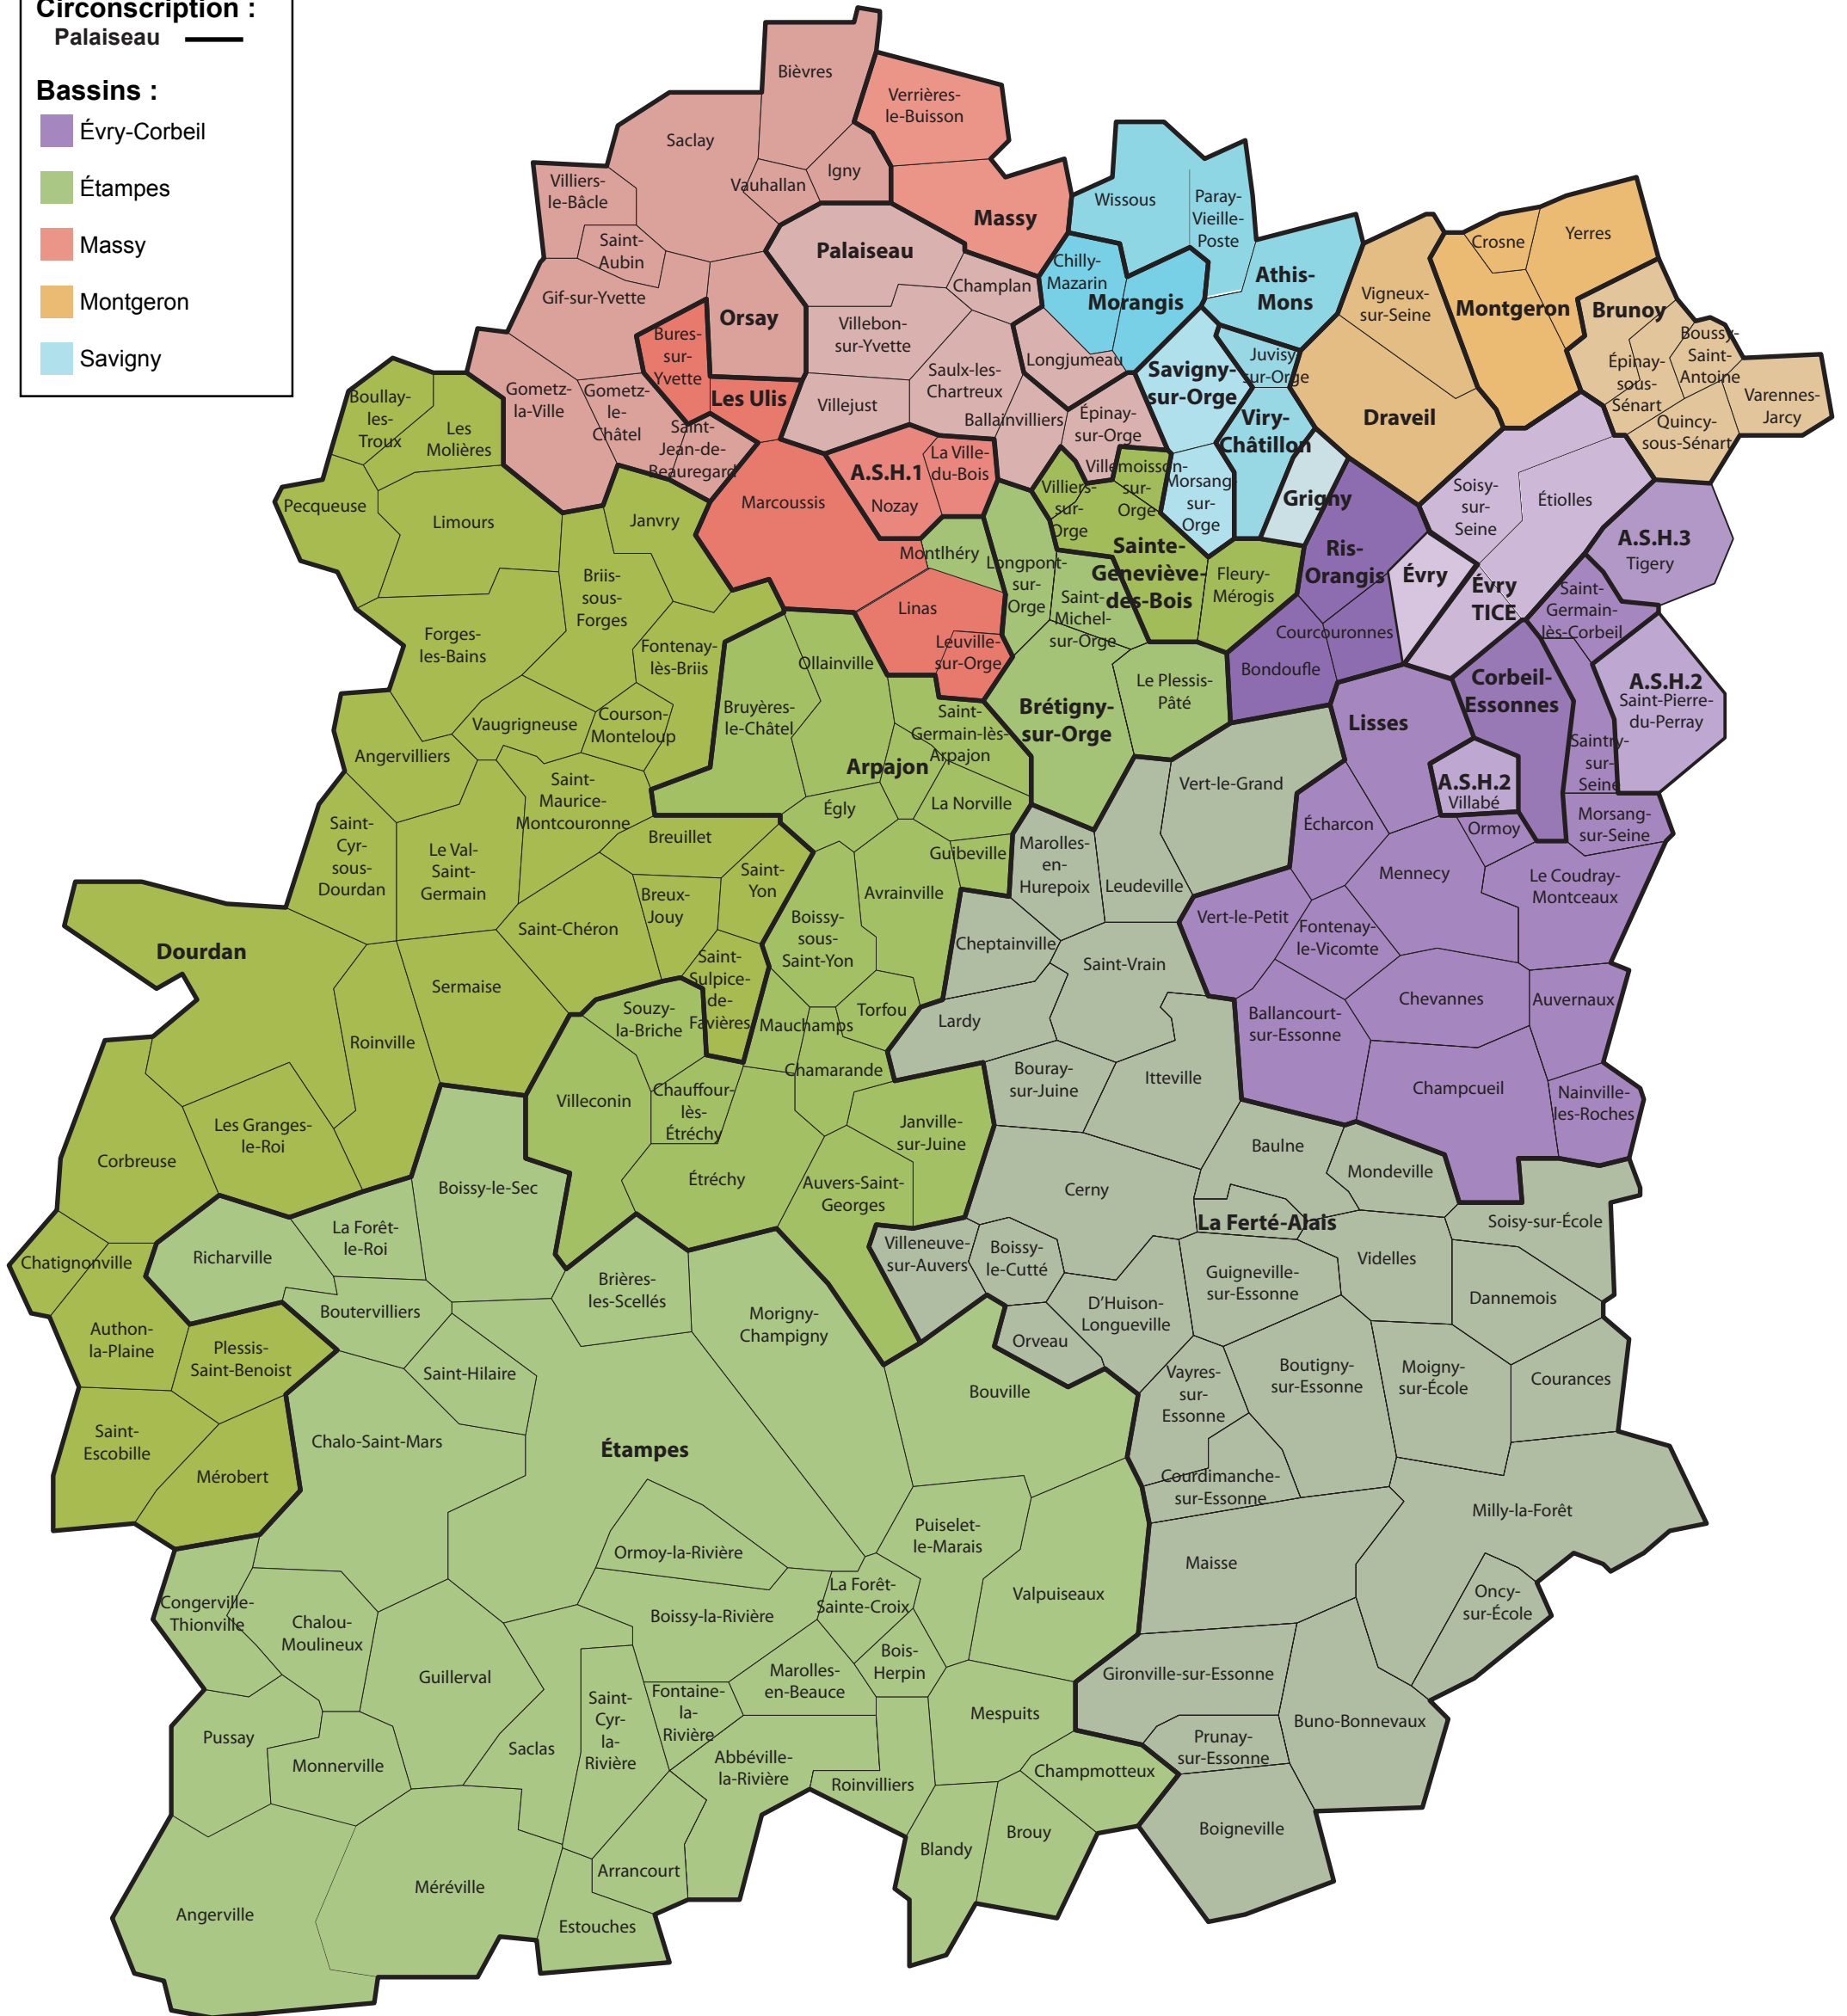 Circonscription :
Palaiseau
Bassins :
Évry-Corbeil
Étampes
Massy
Montgeron
Savigny
Bièvres
Verrières-
le-Buisson
Saclay
Igny
Vauhallan
Villiers-
le-Bâcle
Massy
Wissous
Paray-
Vieille-
Poste
Saint-
Aubin
Palaiseau
Crosne
Yerres
Chilly-
Mazarin
Champlan
Athis-
Mons
Gif-sur-Yvette
Morangis
Vigneux-
sur-Seine
Montgeron
Brunoy
Orsay
Villebon-
sur-Yvette
Bures-
sur-
Yvette
Longjumeau
Juvisy-
sur-Orge
Boussy-
Saint-
Antoine
Épinay-
sous-
Sénart
Saulx-les-
Chartreux
Savigny-
sur-Orge
Varennes-
Jarcy
Boullay-
les-
Troux
Gometz-
la-Ville
Gometz-
le-
Châtel
Les Ulis
Villejust
Ballainvilliers
Épinay-
sur-Orge
Viry-
Châtillon
Draveil
Quincy-
sous-Sénart
Les
Molières
Saint-
Jean-de-
Beauregard
A.S.H.1
Nozay
La Ville-
du-Bois
Villemoisson-
sur-
Orge
Morsang-
sur-
Orge
Villiers-
sur-
Orge
Grigny
Soisy-
sur-
Seine
Étiolles
Pecqueuse
Limours
Janvry
Marcoussis
Montlhéry
Longpont-
sur-
Orge
Sainte-
Geneviève-
des-Bois
Ris-
Orangis
A.S.H.3
Tigery
Fleury-
Mérogis
Évry
Évry
TICE
Saint-
Germain-
lès-Corbeil
Briis-
sous-
Forges
Linas
Saint-
Michel-
sur-Orge
Courcouronnes
Forges-
les-Bains
Fontenay-
lès-Briis
Ollainville
Leuville-
sur-Orge
Bondoufle
Le Plessis-
Pâté
Corbeil-
Essonnes
A.S.H.2
Saint-Pierre-
du-Perray
Vaugrigneuse
Courson-
Monteloup
Bruyères-
le-Châtel
Saint-
Germain-lès-
Arpajon
Brétigny-
sur-Orge
Lisses
Angervilliers
Arpajon
Saintry-
sur-
Seine
Vert-le-Grand
A.S.H.2
Villabé
Saint-
Maurice-
Montcouronne
Égly
La Norville
Saint-
Cyr-
sous-
Dourdan
Le Val-
Saint-
Germain
Breuillet
Guibeville
Marolles-
en-
Hurepoix
Écharcon
Ormoy
Morsang-
sur-Seine
Saint-
Yon
Breux-
Jouy
Avrainville
Leudeville
Mennecy
Le Coudray-
Montceaux
Saint-Chéron
Boissy-
sous-
Saint-Yon
Cheptainville
Vert-le-Petit
Fontenay-
le-Vicomte
Dourdan
Saint-Vrain
Sermaise
Saint-
Sulpice-
de-
Favières
Chevannes
Auvernaux
Souzy-
la-Briche
Mauchamps
Torfou
Lardy
Ballancourt-
sur-Essonne
Roinville
Chamarande
Bouray-
sur-Juine
Itteville
Champcueil
Nainville-
les-Roches
Villeconin
Chauffour-
lès-
Étréchy
Janville-
sur-Juine
Les Granges-
le-Roi
Baulne
Mondeville
Corbreuse
Boissy-le-Sec
Étréchy
Auvers-Saint-
Georges
Cerny
La Ferté-Alais
Soisy-sur-École
La Forêt-
le-Roi
Richarville
Chatignonville
Villeneuve-
sur-Auvers
Boissy-
le-Cutté
Guigneville-
sur-Essonne
Videlles
Dannemois
Boutervilliers
Brières-
les-Scellés
Morigny-
Champigny
D’Huison-
Longueville
Orveau
Authon-
la-Plaine
Plessis-
Saint-Benoist
Saint-Hilaire
Bouville
Vayres-
sur-
Essonne
Boutigny-
sur-Essonne
Moigny-
sur-École
Courances
Saint-
Escobille
Chalo-Saint-Mars
Étampes
Mérobert
Courdimanche-
sur-Essonne
Milly-la-Forêt
Puiselet-
le-Marais
Ormoy-la-Rivière
Maisse
Valpuiseaux
Congerville-
Thionville
Chalou-
Moulineux
La Forêt-
Sainte-Croix
Boissy-la-Rivière
Oncy-
sur-École
Guillerval
Bois-
Herpin
Marolles-
en-Beauce
Gironville-sur-Essonne
Saint-
Cyr-
la-
Rivière
Fontaine-
la-
Rivière
Mespuits
Buno-Bonnevaux
Pussay
Saclas
Prunay-
sur-Essonne
Monnerville
Abbéville-
la-Rivière
Roinvilliers
Champmotteux
Boigneville
Brouy
Blandy
Arrancourt
Méréville
Angerville
Estouches